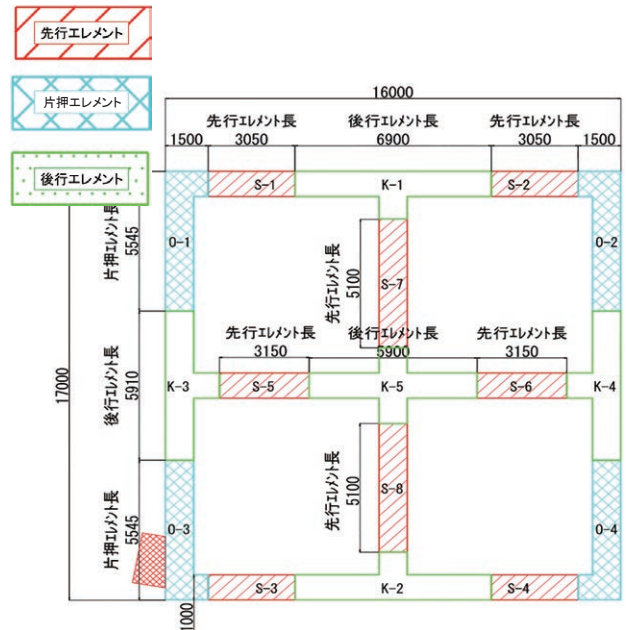 先行エレメント
片押エレメント
後行エレメント
16000
先行エレメント長
後行エレメント長
先行エレメント長
1500
3050
6900
3050
1500
S-1
K-1
S-2
片押エレメント長
5545
O-1
O-2
先行エレメント長
5100
S-7
17000
後行エレメント長
5910
先行エレメント長
後行エレメント長
先行エレメント長
3150
5900
3150
K-3
S-5
K-5
S-6
K-4
先行エレメント長
5100
S-8
片押エレメント長
5545
O-3
O-4
S-3
K-2
S-4
1000